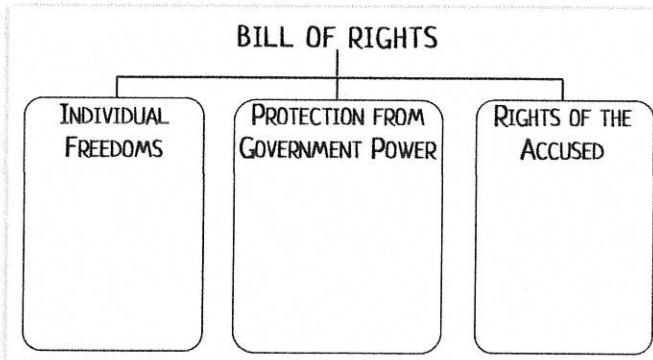 BILL OF RIGHTS
INDIVIDUAL
FREEDOMS
PROTECTION FROM
GOVERNMENT POWER
RIGHTS OF THE
ACCUSED